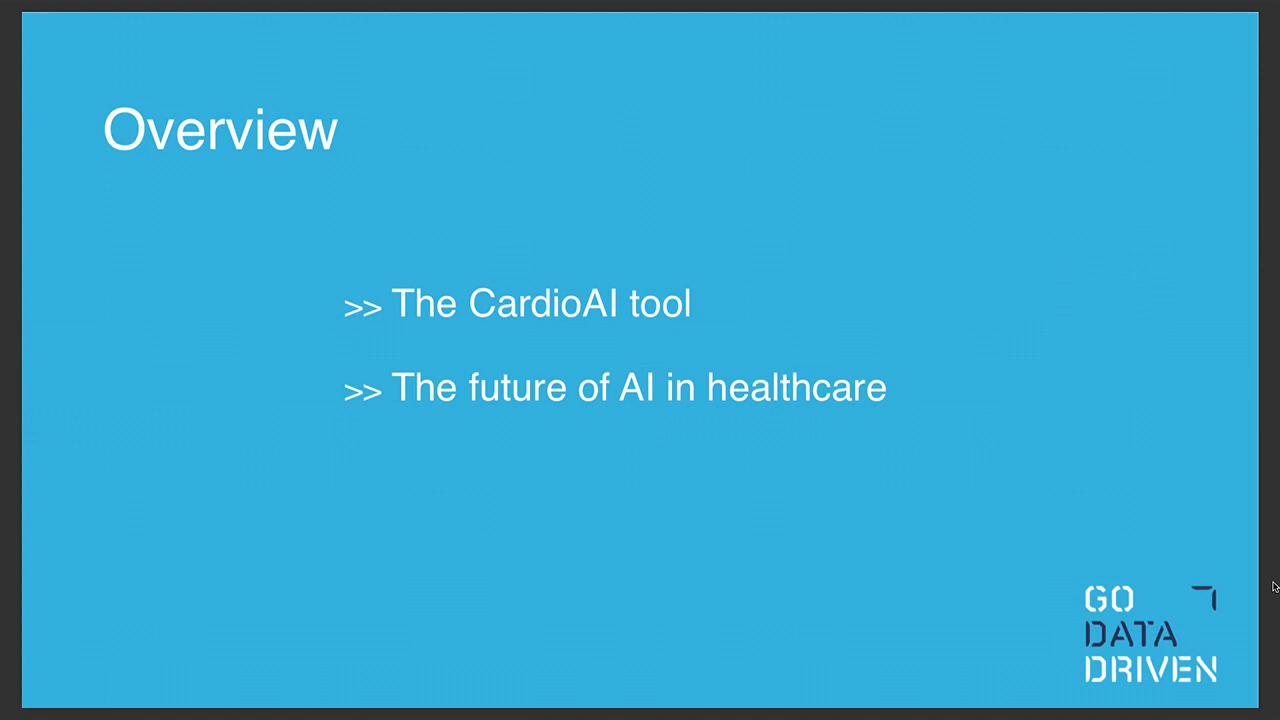 Overview
>> The CardioAI tool
>> The future of AI in healthcare
GO
DATA
DRIVEN